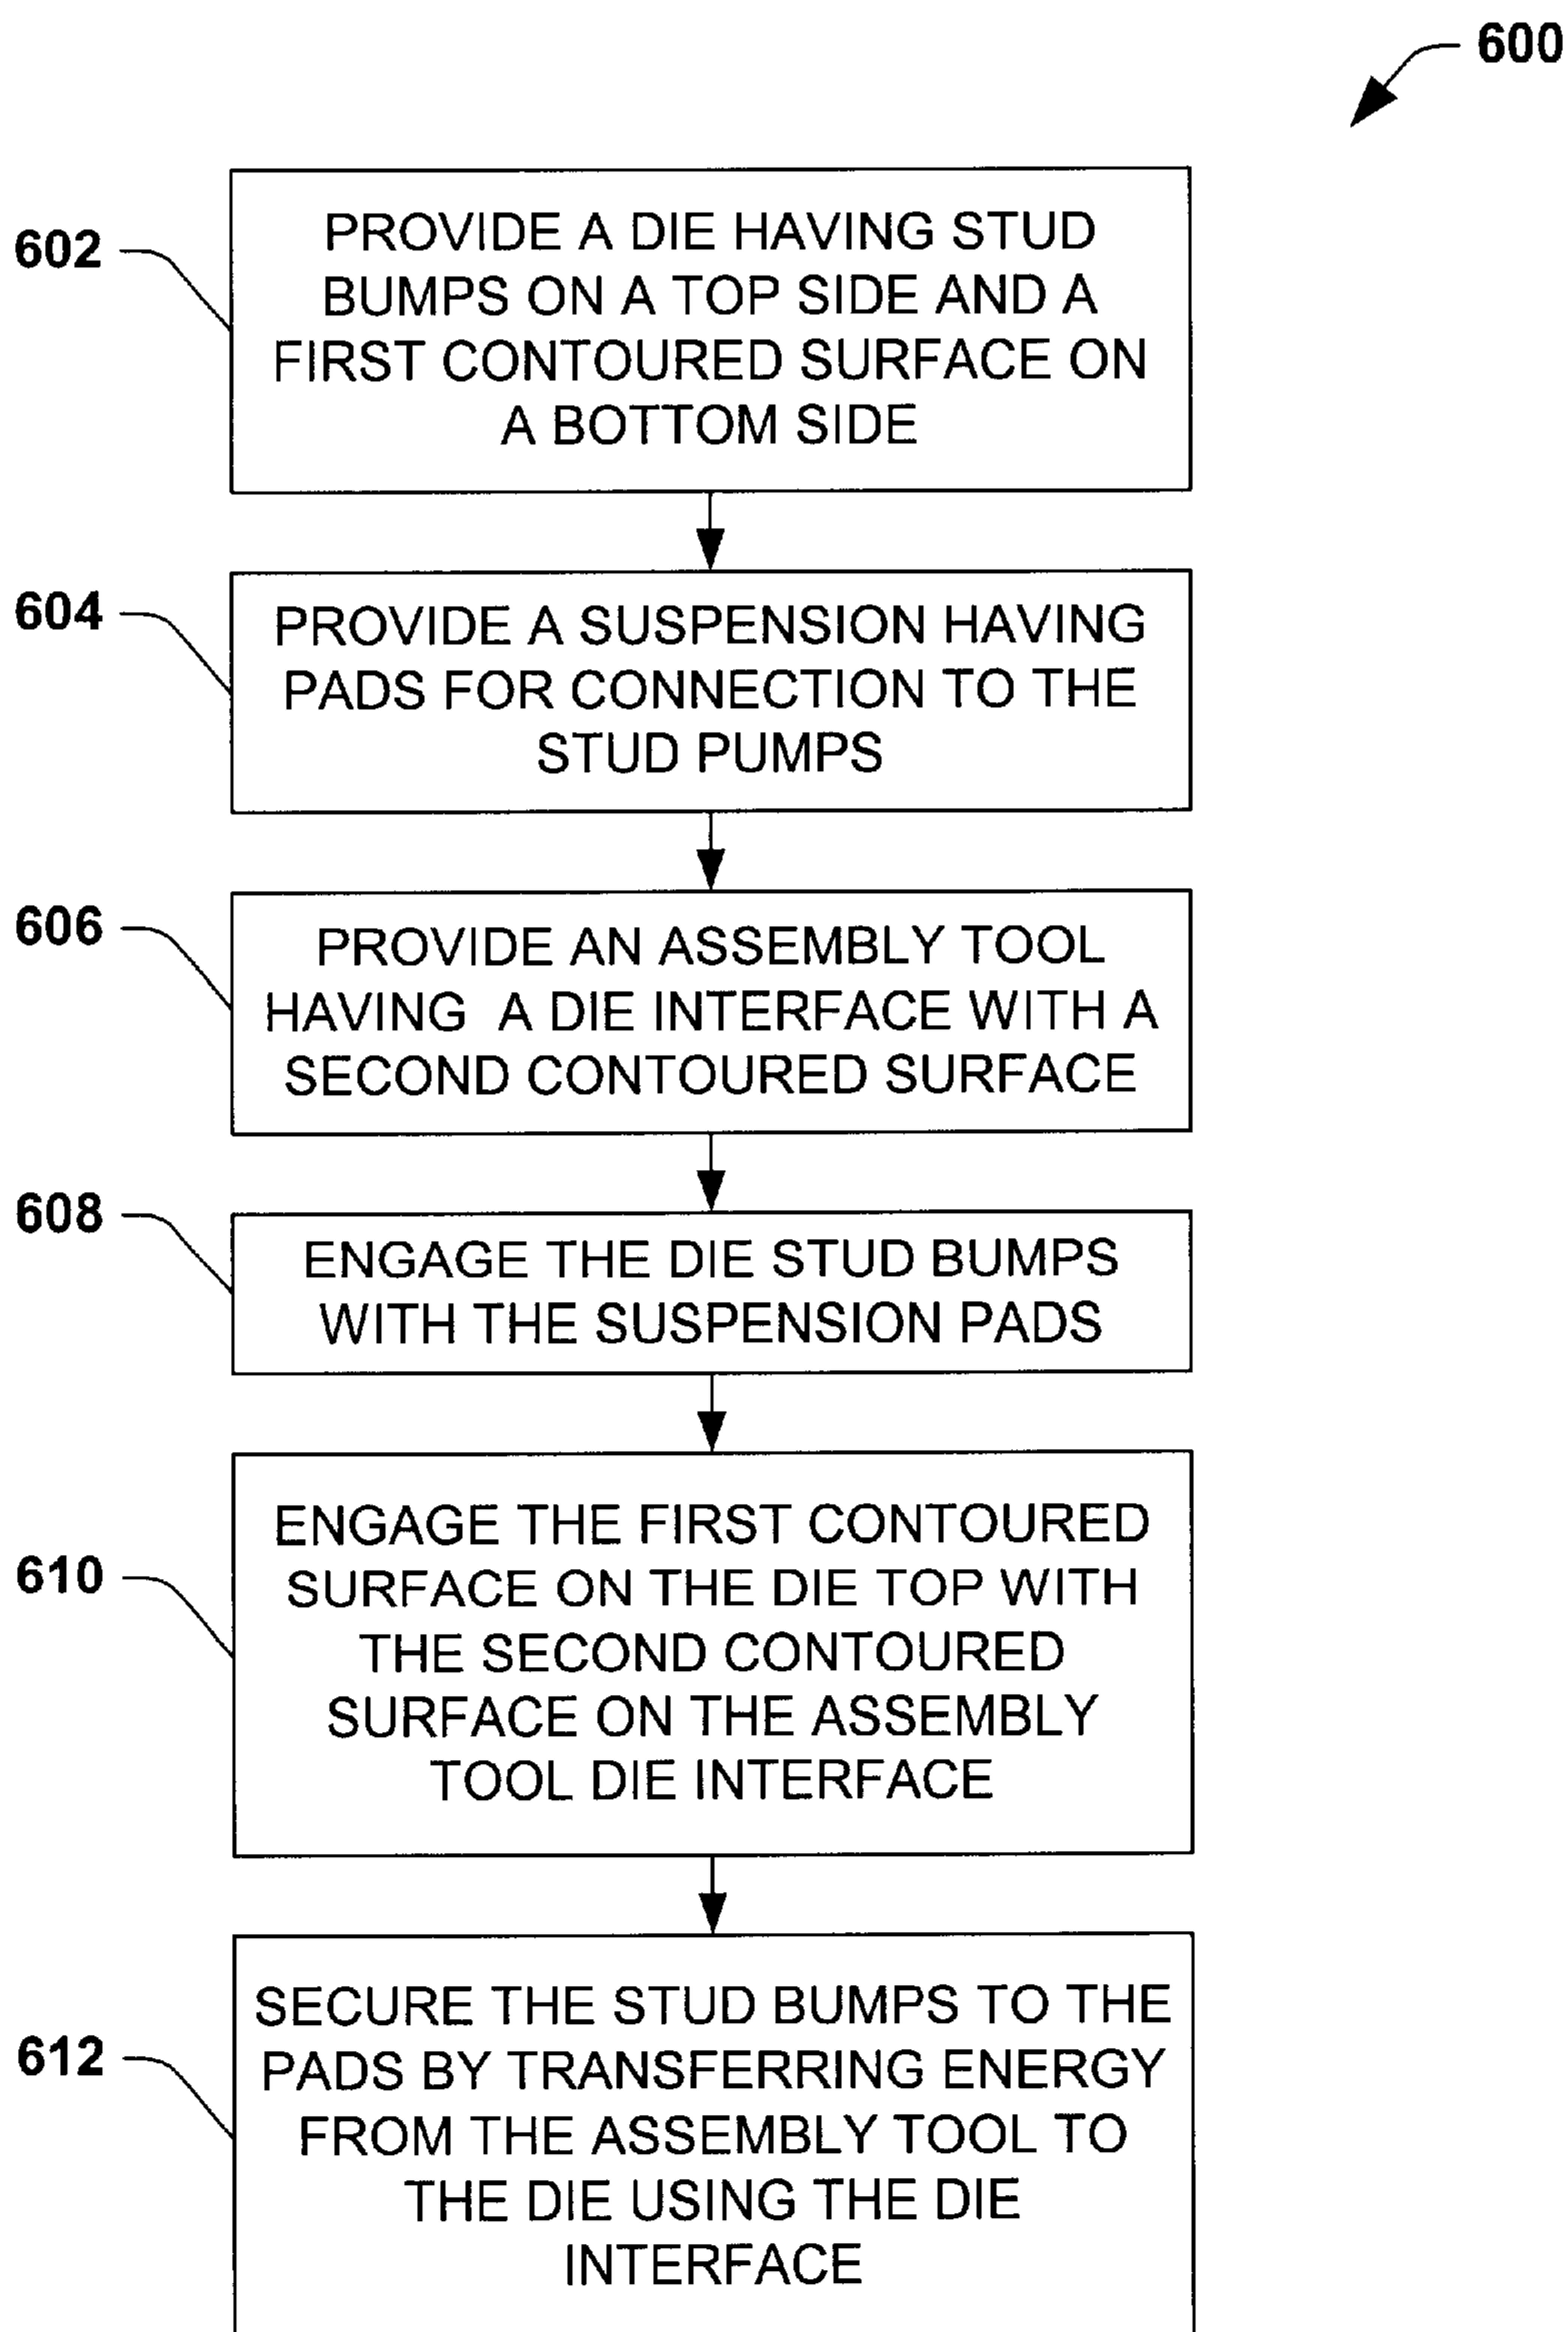 600
602
PROVIDE A DIE HAVING STUD
BUMPS ON A TOP SIDE AND A
FIRST CONTOURED SURFACE ON
A BOTTOM SIDE
604
PROVIDE A SUSPENSION HAVING
PADS FOR CONNECTION TO THE
STUD PUMPS
606
PROVIDE AN ASSEMBLY TOOL
HAVING A DIE INTERFACE WITH A
SECOND CONTOURED SURFACE
608
ENGAGE THE DIE STUD BUMPS
WITH THE SUSPENSION PADS
610
ENGAGE THE FIRST CONTOURED
SURFACE ON THE DIE TOP WITH
THE SECOND CONTOURED
SURFACE ON THE ASSEMBLY
TOOL DIE INTERFACE
612
SECURE THE STUD BUMPS TO THE
PADS BY TRANSFERRING ENERGY
FROM THE ASSEMBLY TOOL TO
THE DIE USING THE DIE
INTERFACE